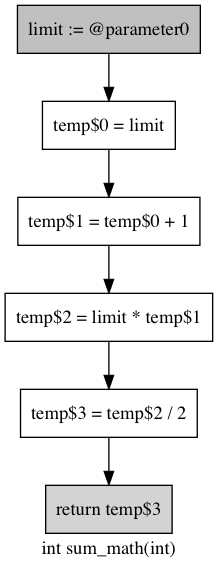 limit := @parameter0
temp$0 = limit
temp$1 = temp$0 + 1
temp$2 = limit * temp$1
temp$3 = temp$2 / 2
return temp$3
int sum_math(int)